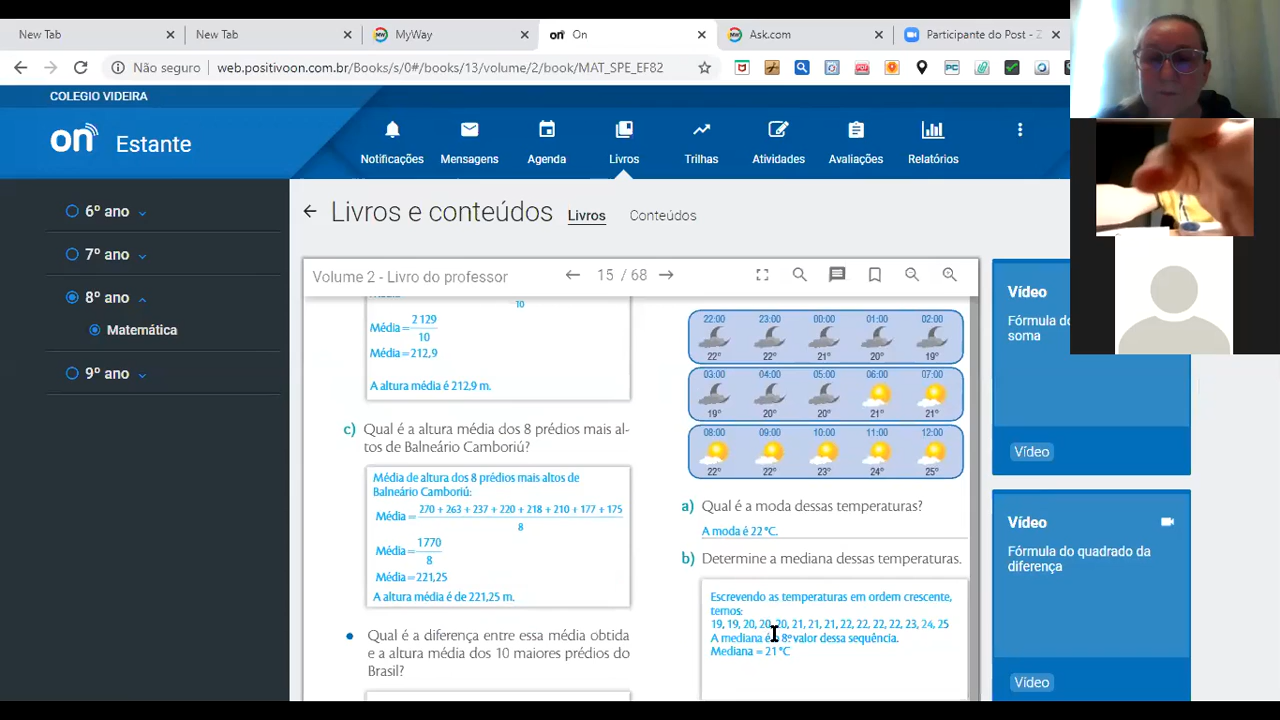 New Tab
New Tab
MyWay
On
Ask.com
Participante do Post - Z
Não seguro
web.positivoon.com.br/Books/s/0#/books/13/volume/2/book/MAT_SPE_EF82
COLEGIO VIDEIRA
on Estante
Notificações
Mensagens
Agenda
Livros
Trilhas
Atividades
Avaliações
Relatórios
6º ano
7º ano
8º ano
Matemática
9º ano
Livros e conteúdos
Livros
Conteúdos
Volume 2 - Livro do professor
15 / 68
10
Média = 2 129
10
Média = 212,9
A altura média é 212,9 m.
c) Qual é a altura média dos 8 prédios mais al-
tos de Balneário Camboriú?
Média de altura dos 8 prédios mais altos de
Balneário Camboriú:
Média = 270 + 263 + 237 + 220 + 218 + 210 + 177 + 175
8
Média = 1770
8
Média = 221,25
A altura média é de 221,25 m.
Qual é a diferença entre essa média obtida
e a altura média dos 10 maiores prédios do
Brasil?
22:00 23:00 00:00 01:00 02:00
22° 22° 21° 20° 19°
03:00 04:00 05:00 06:00 07:00
19° 20° 20° 21° 21°
08:00 09:00 10:00 11:00 12:00
22° 22° 23° 24° 25°
a) Qual é a moda dessas temperaturas?
A moda é 22 °C.
b) Determine a mediana dessas temperaturas.
Escrevendo as temperaturas em ordem crescente,
temos:
19, 19, 20, 20, 20, 21, 21, 21, 22, 22, 22, 22, 23, 24, 25
A mediana é 8º valor dessa sequência.
Mediana = 21 °C
Vídeo
Fórmula do
soma
Vídeo
Vídeo
Fórmula do quadrado da
diferença
Vídeo